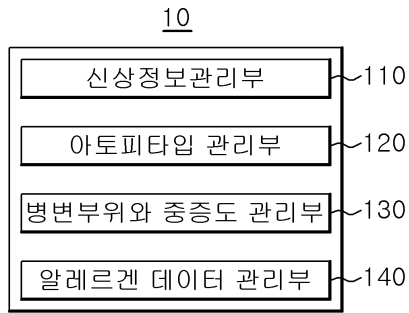 10
신상정보관리부 110
아토피타입 관리부 120
병변부위와 중증도 관리부 130
알레르겐 데이터 관리부 140